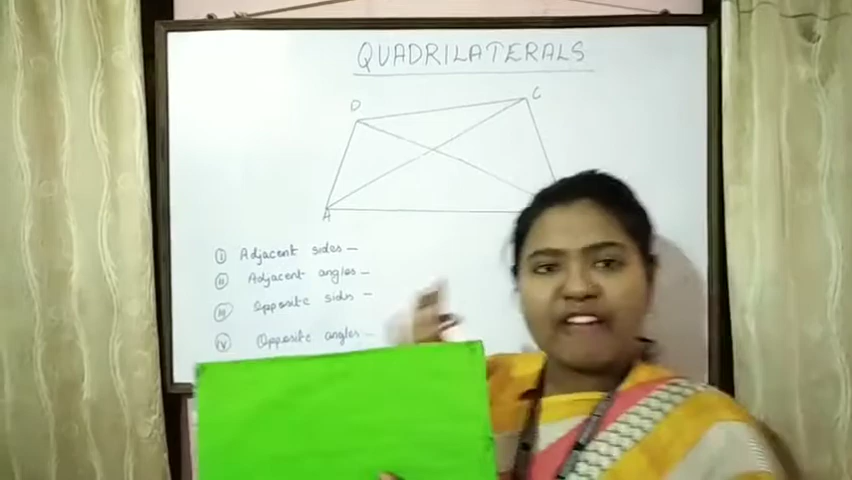 QUADRILATERALS
D
C
A
(i) Adjacent sides —
(ii) Adjacent angles —
(iii) Opposite sides —
(iv) Opposite angles —